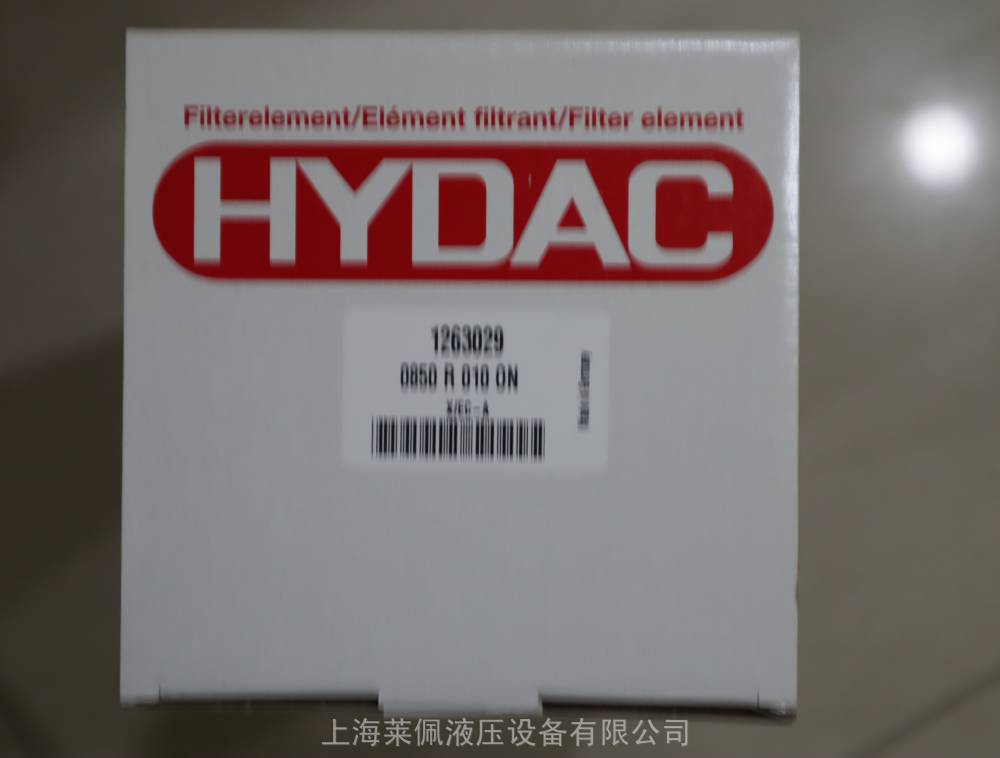 Filterelement/Elément filtrant/Filter element
HYDAC
1263029
0850 R 010 ON
上海莱佩液压设备有限公司